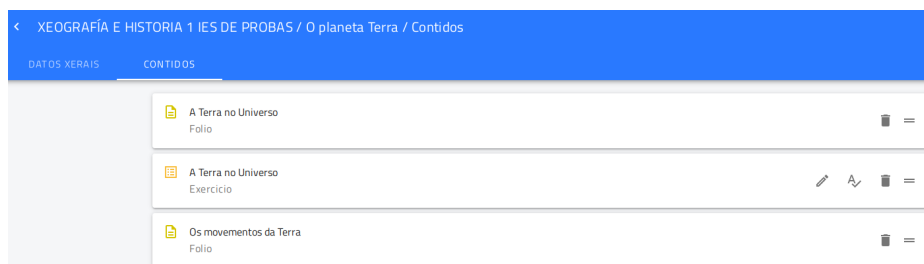 XEOGRAFÍA E HISTORIA 1 IES DE PROBAS / O planeta Terra / Contidos
DATOS XERAIS CONTIDOS
A Terra no Universo
Folio
A Terra no Universo
Exercicio
Os movementos da Terra
Folio